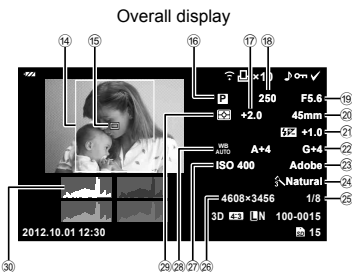 Overall display
⑭ ⑮ ⑯ ⑰ ⑱
×10
P 250 F5.6 ⑲
+2.0 45mm ⑳
+1.0 ㉑
WB AUTO A+4 G+4 ㉒
ISO 400 Adobe ㉓
Natural ㉔
4608×3456 1/8 ㉕
3D 4:3 LN 100-0015
2012.10.01 12:30 SD 15
㉚ ㉙ ㉘ ㉗ ㉖